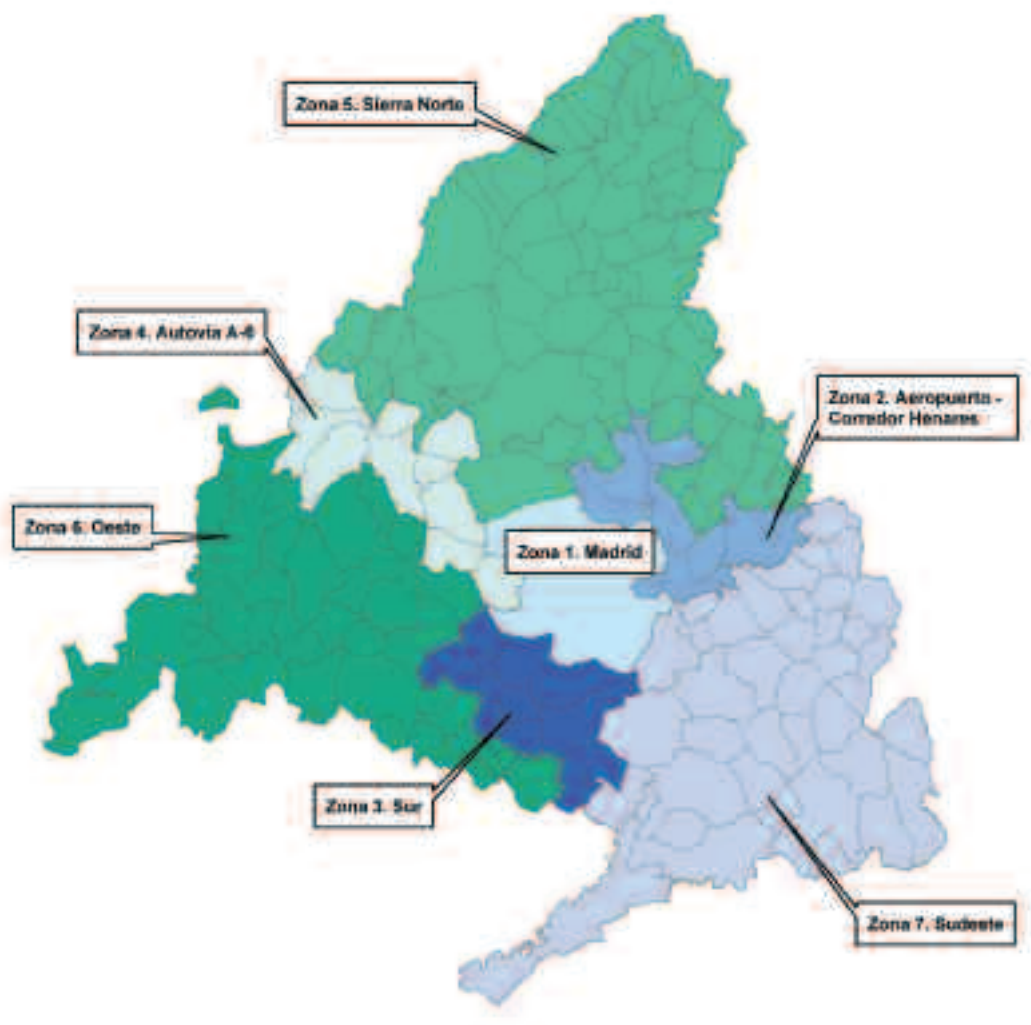 Zona 5. Sierra Norte
Zona 4. Autovía A-6
Zona 2. Aeropuerto -
Corredor Henares
Zona 6. Oeste
Zona 1. Madrid
Zona 3. Sur
Zona 7. Sudeste